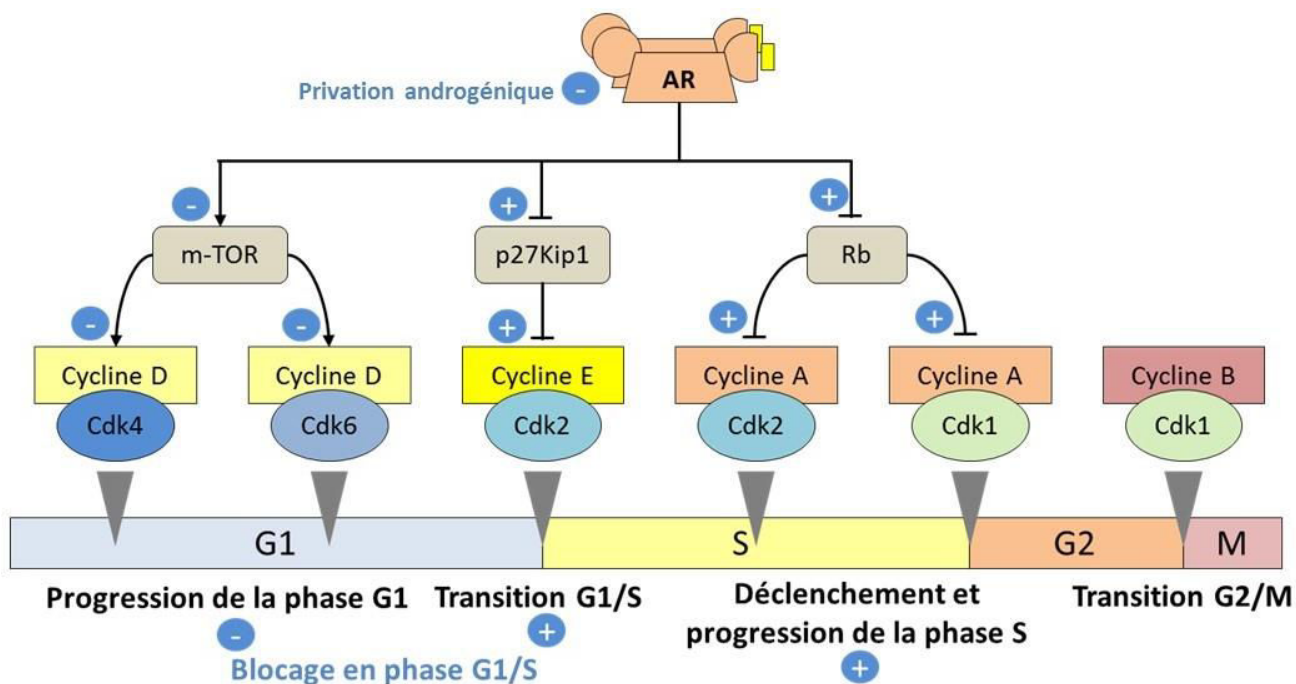 AR
Privation androgénique -
- + +
m-TOR p27Kip1 Rb
- - + + +
Cycline D Cycline D Cycline E Cycline A Cycline A Cycline B
Cdk4 Cdk6 Cdk2 Cdk2 Cdk1 Cdk1
G1 S G2 M
Progression de la phase G1 Transition G1/S Déclenchement et Transition G2/M
progression de la phase S
- + +
Blocage en phase G1/S